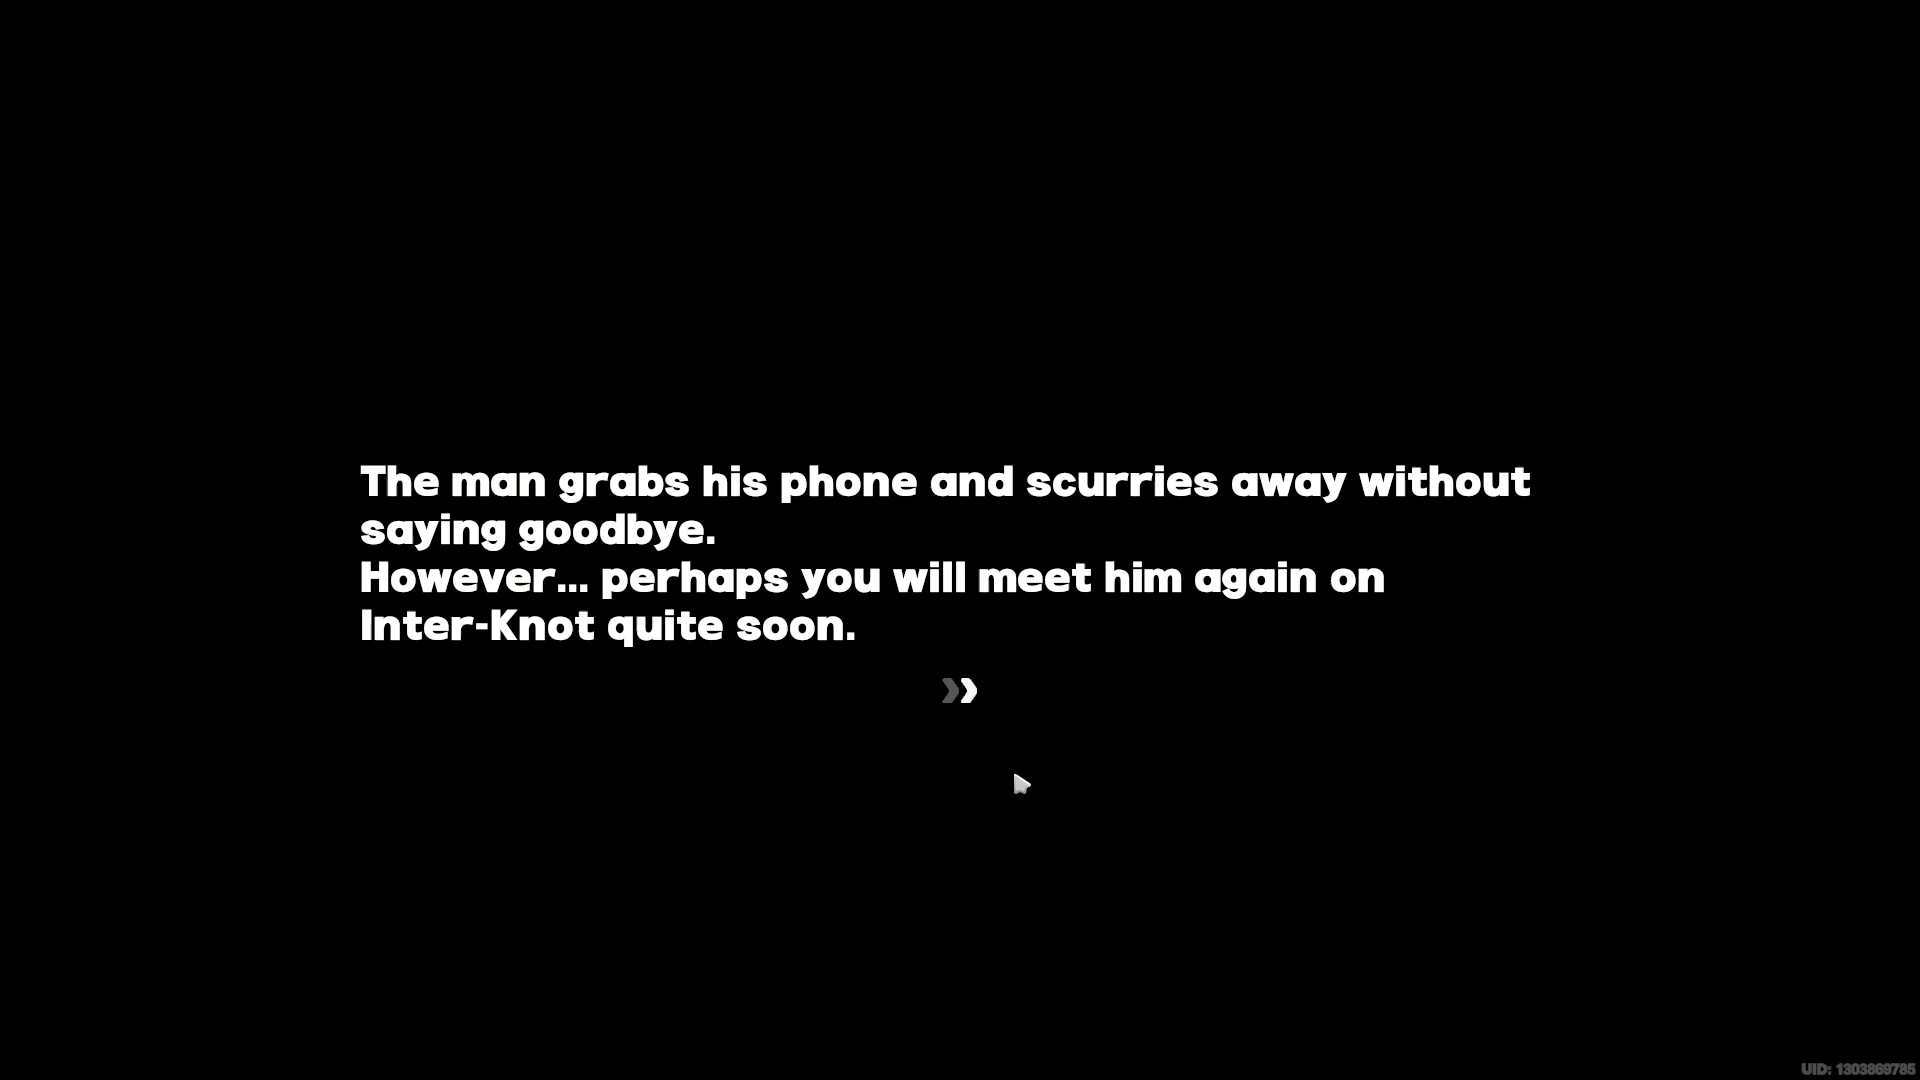 The man grabs his phone and scurries away without
saying goodbye.
However... perhaps you will meet him again on
Inter-Knot quite soon.
UID: 1303869785